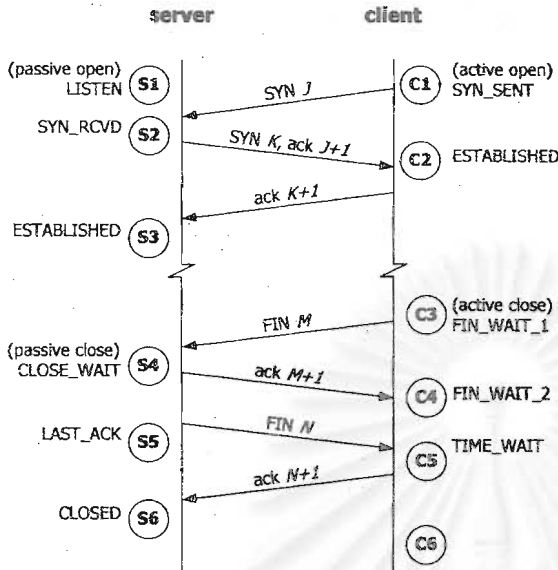 server client
(passive open) S1 C1 (active open)
LISTEN SYN_SENT
SYN J
SYN_RCVD S2
SYN K, ack J+1
C2 ESTABLISHED
ack K+1
ESTABLISHED S3
C3 (active close)
FIN M FIN_WAIT_1
(passive close) S4
CLOSE_WAIT
ack M+1
C4 FIN_WAIT_2
FIN N
LAST_ACK S5 C5 TIME_WAIT
ack N+1
CLOSED S6
C6